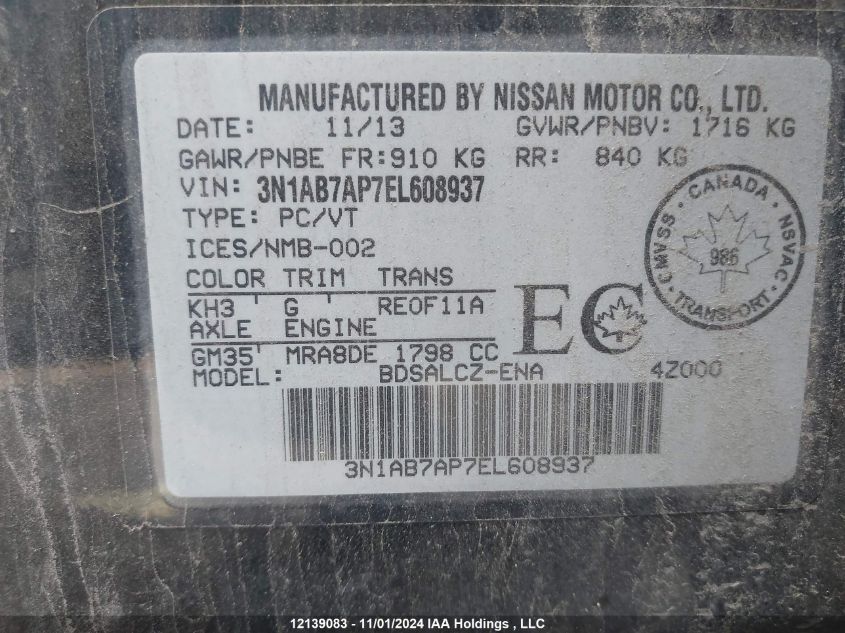 MANUFACTURED BY NISSAN MOTOR CO., LTD.
DATE: 11/13 GVWR/PNBV: 1716 KG
GAWR/PNBE FR:910 KG RR: 840 KG
VIN: 3N1AB7AP7EL608937
TYPE: PC/VT
ICES/NMB-002
CMVSS · CANADA · NSVAC · TRANSPORT ·
986
COLOR TRIM TRANS
KH3 ' G ' RE0F11A
AXLE ENGINE
GM35' MRA8DE 1798 CC
EC
MODEL: BDSALCZ-ENA 4Z000
3N1AB7AP7EL608937
12139083 - 11/01/2024 IAA Holdings , LLC